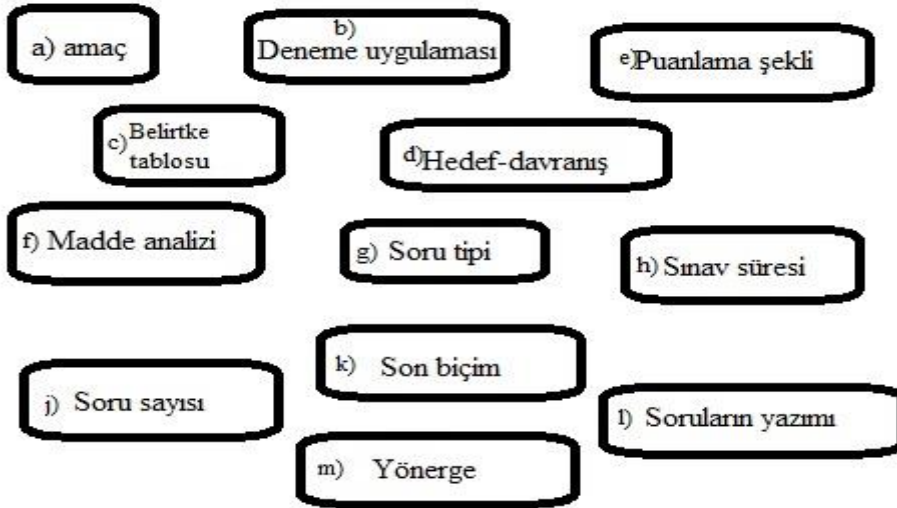 a) amaç
b)
Deneme uygulaması
e)Puanlama şekli
c)Belirtke
tablosu
d)Hedef-davranış
f) Madde analizi
g) Soru tipi
h) Sınav süresi
j) Soru sayısı
k) Son biçim
l) Soruların yazımı
m) Yönerge